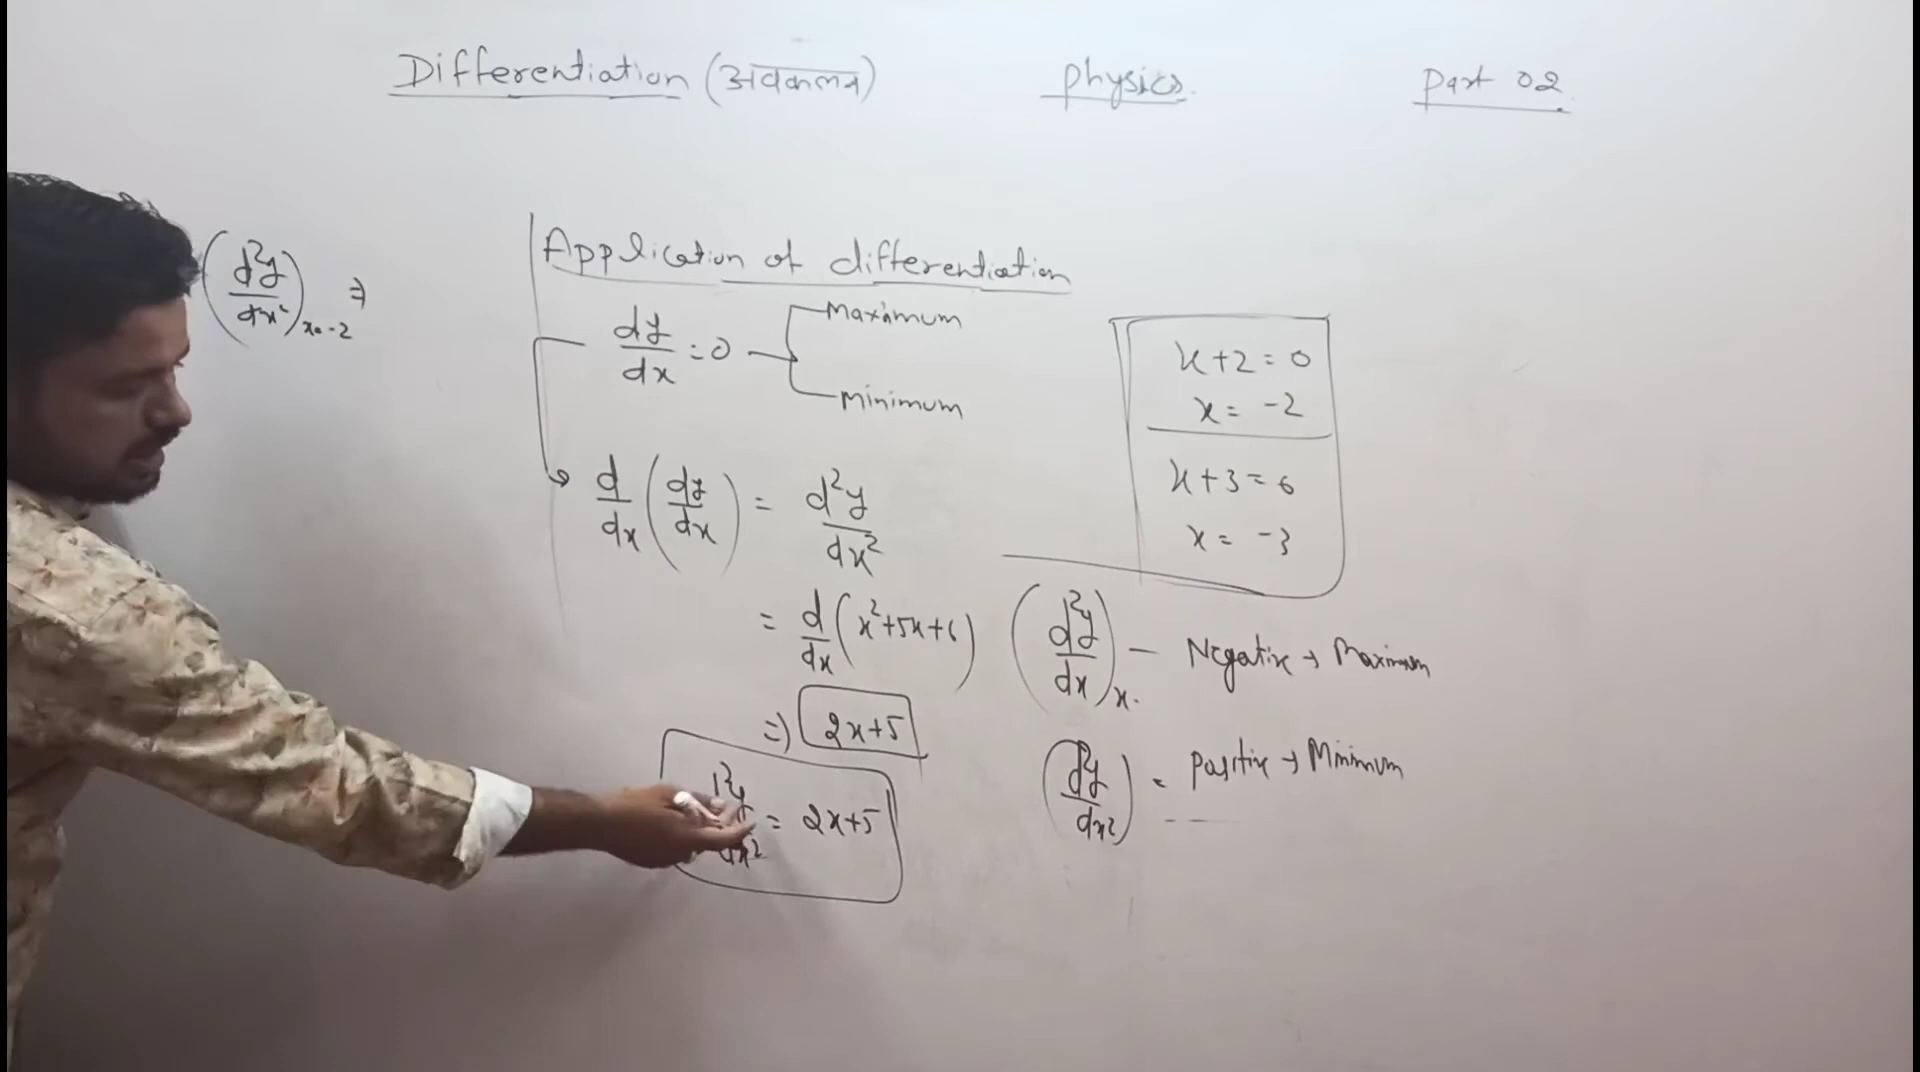 Differentiation (अवकलन) Physics. Part 02
(d²y/dx²)x=-2 ⇒
Application of differentiation
dy/dx = 0 — Maximum
Minimum
x+2=0
x = -2
x+3=0
x = -3
d/dx (dy/dx) = d²y/dx²
= d/dx (x²+5x+6)
(d²y/dx)x. — Negative → Maximum
⇒) 2x+5
(d²y/dx²) = Positive → Minimum
d²y/dx² = 2x+5